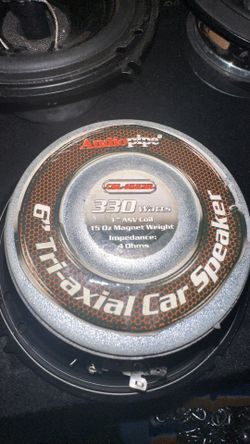 Audiopipe®
330 Watts
1" ASV Coil
15 Oz Magnet Weight
Impedance:
4 Ohms
6" Tri-axial Car Speaker